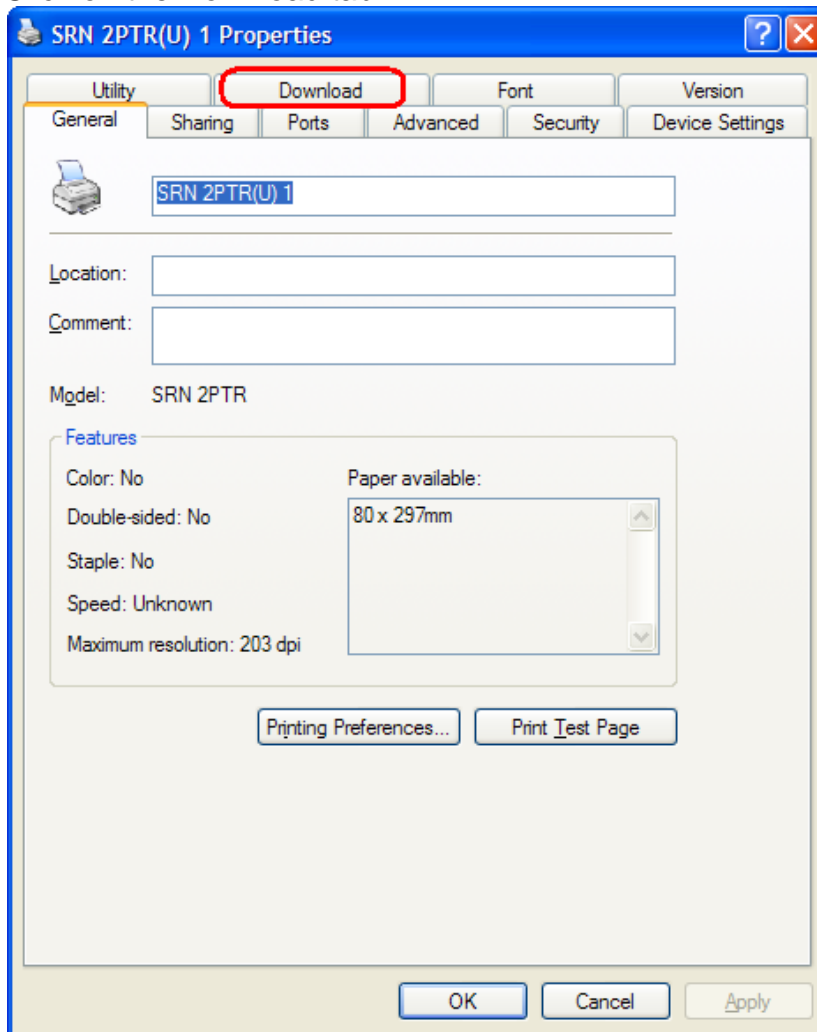 SRN 2PTR(U) 1 Properties
Utility Download Font Version
General Sharing Ports Advanced Security Device Settings
SRN 2PTR(U) 1
Location:
Comment:
Model: SRN 2PTR
Features
Color: No Paper available:
Double-sided: No 80 x 297mm
Staple: No
Speed: Unknown
Maximum resolution: 203 dpi
Printing Preferences... Print Test Page
OK Cancel Apply